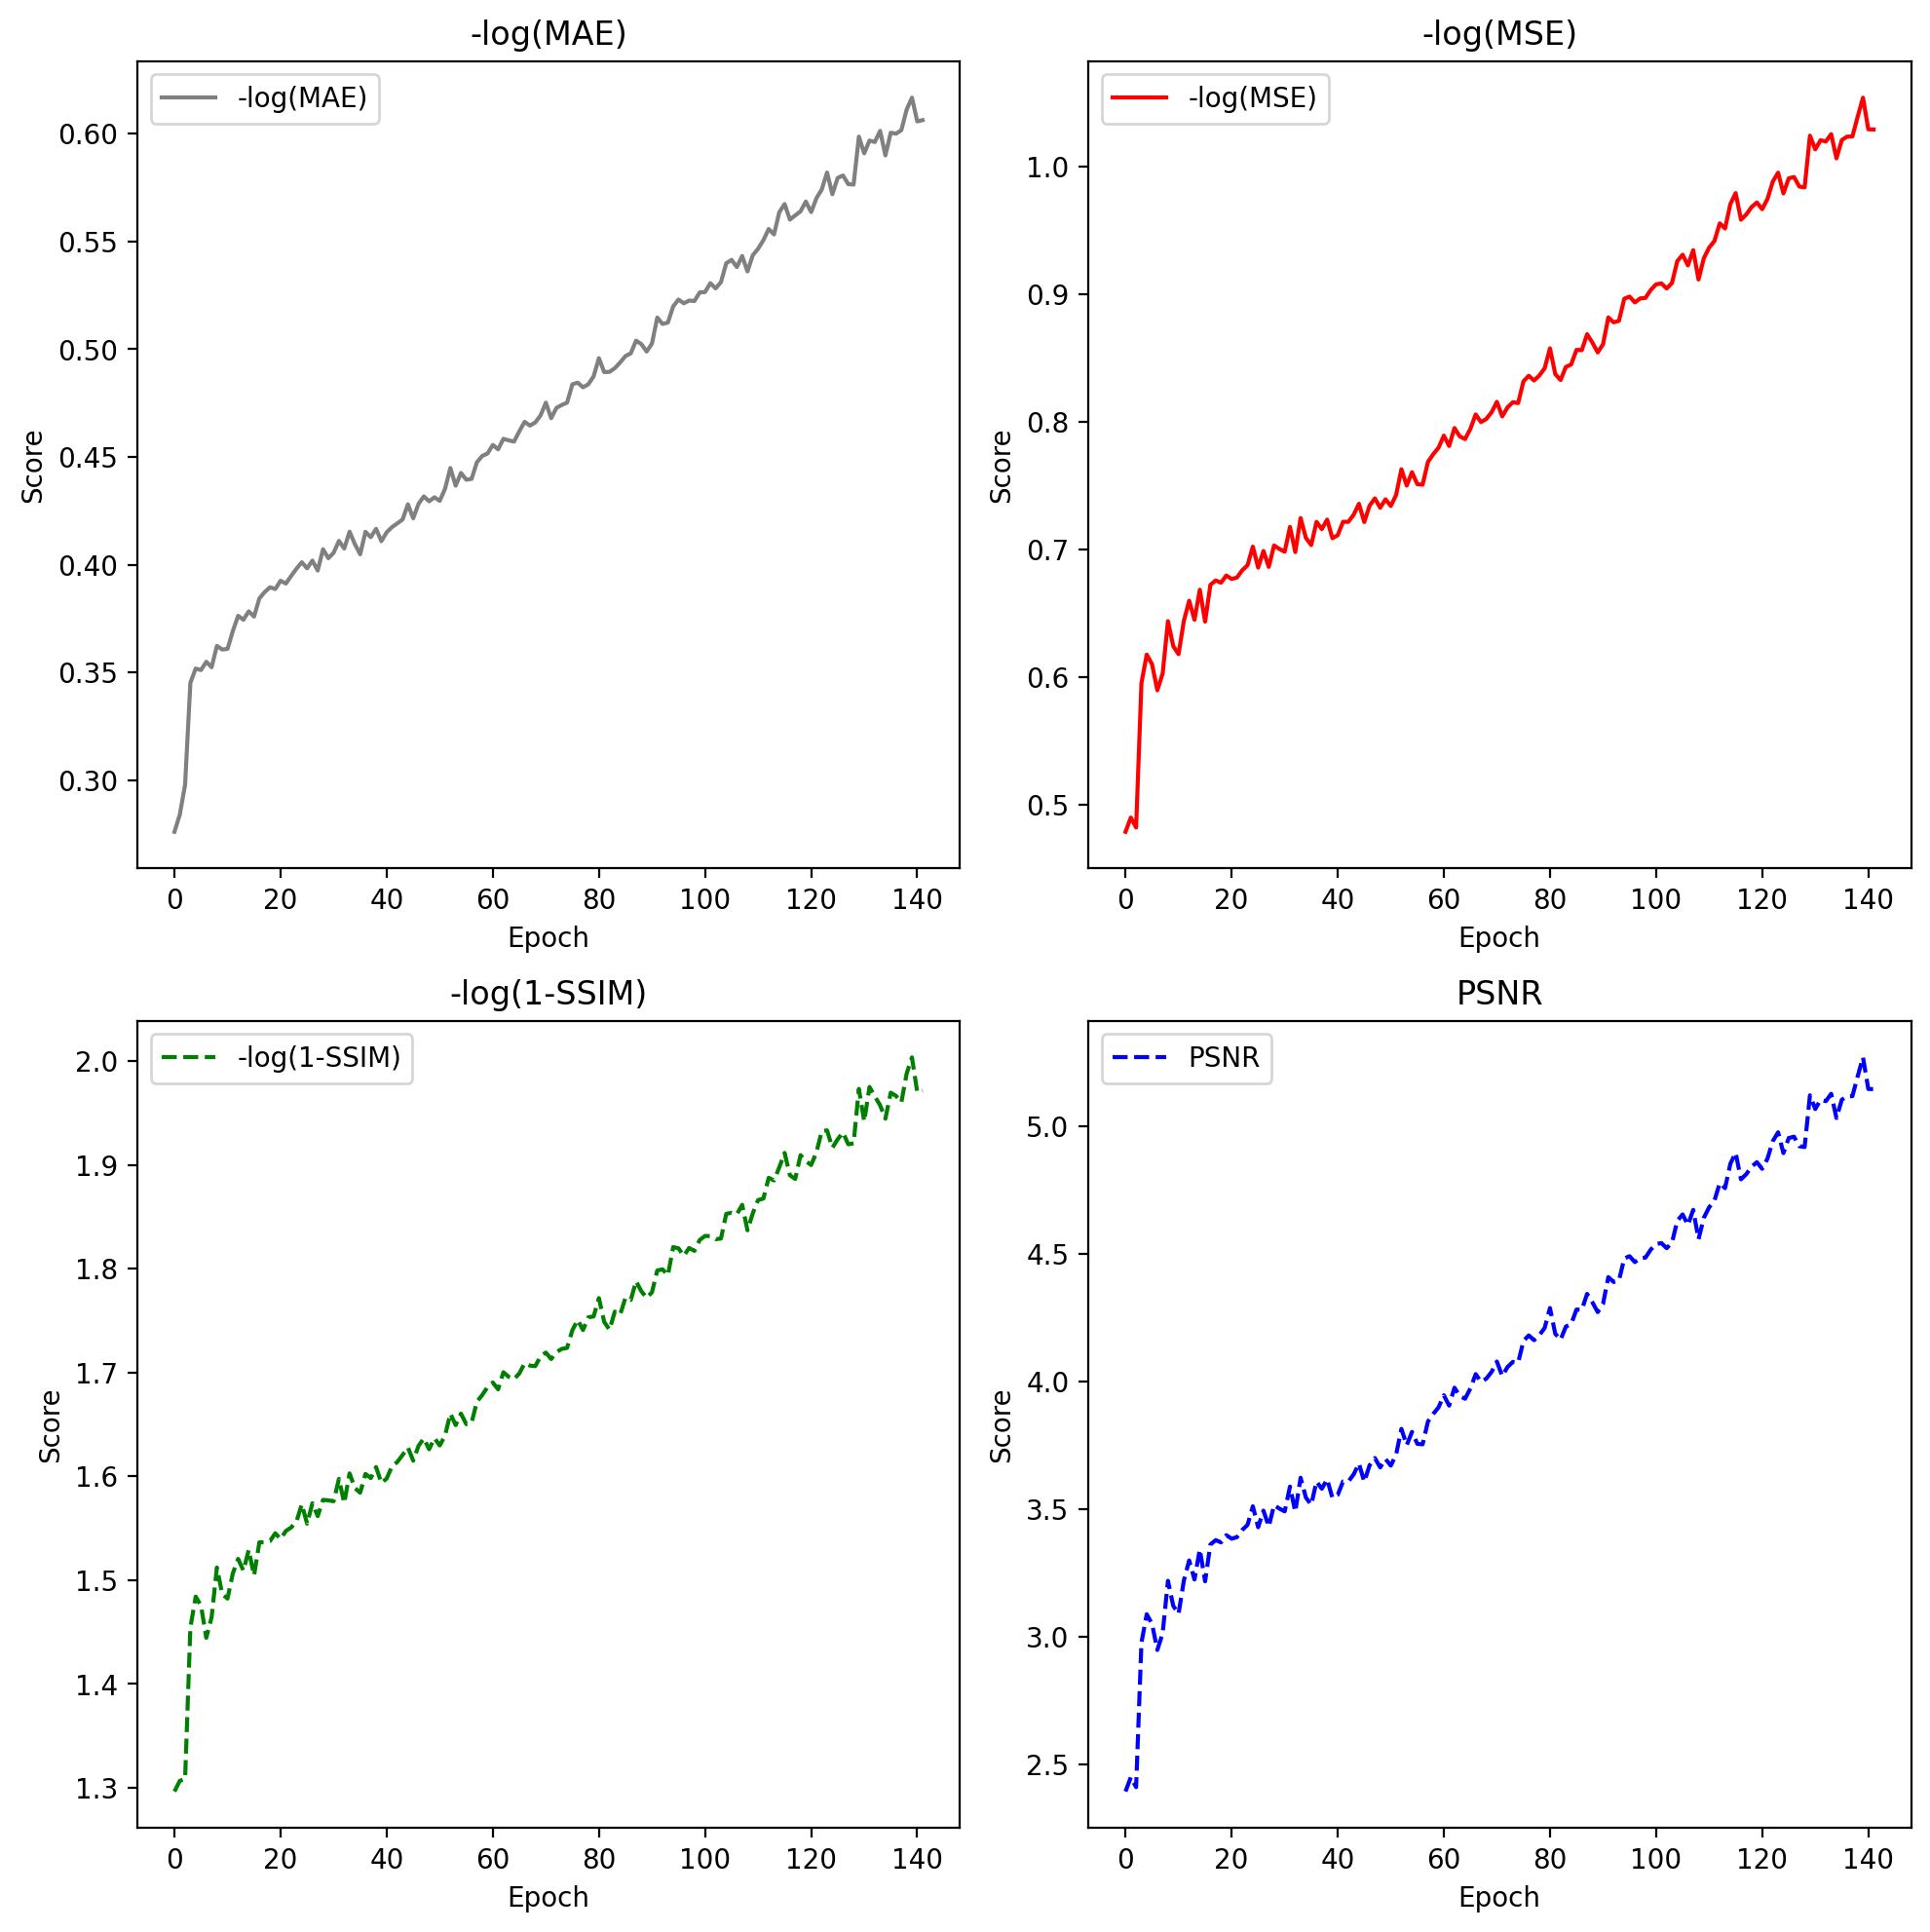 -log(MAE)
-log(MAE)
0.60
0.55
0.50
0.45
0.40
0.35
0.30
Score
0 20 40 60 80 100 120 140
Epoch
-log(MSE)
-log(MSE)
1.0
0.9
0.8
0.7
0.6
0.5
Score
0 20 40 60 80 100 120 140
Epoch
-log(1-SSIM)
-log(1-SSIM)
2.0
1.9
1.8
1.7
1.6
1.5
1.4
1.3
Score
0 20 40 60 80 100 120 140
Epoch
PSNR
PSNR
5.0
4.5
4.0
3.5
3.0
2.5
Score
0 20 40 60 80 100 120 140
Epoch